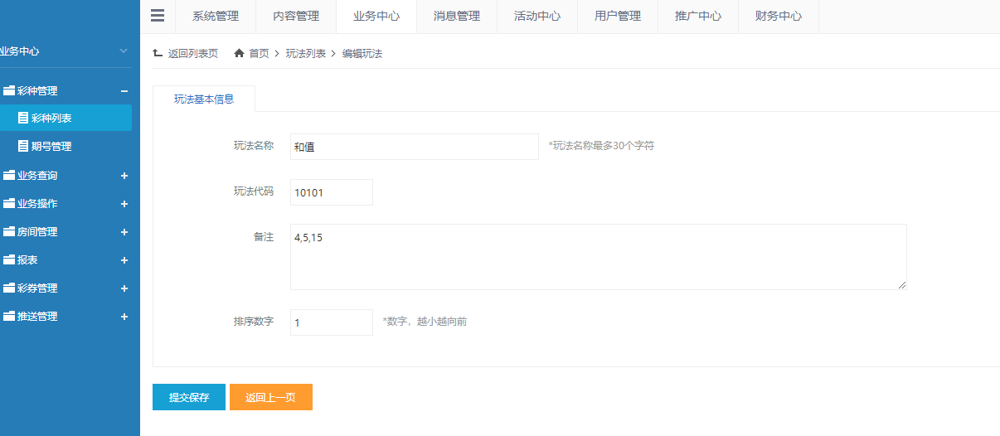 系统管理 内容管理 业务中心 消息管理 活动中心 用户管理 推广中心 财务中心
业务中心
返回列表页 首页 玩法列表 编辑玩法
彩种管理
彩种列表
期号管理
业务查询
业务操作
房间管理
报表
彩券管理
推送管理
玩法基本信息
玩法名称 和值 *玩法名称最多30个字符
玩法代码 10101
备注 4,5,15
排序数字 1 *数字，越小越向前
提交保存 返回上一页